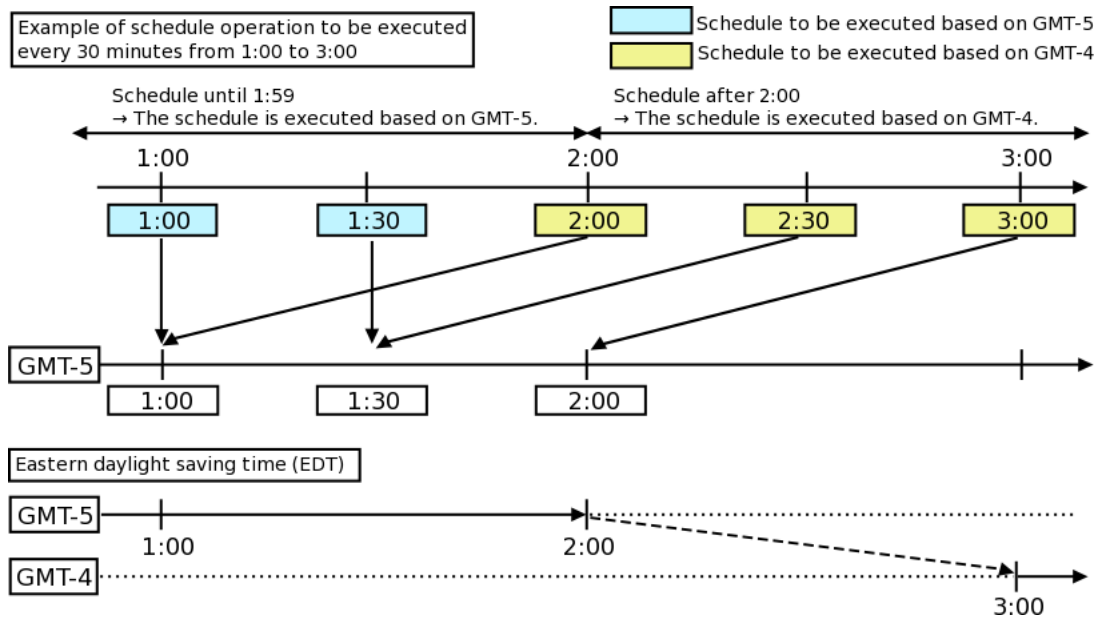 Example of schedule operation to be executed
every 30 minutes from 1:00 to 3:00
Schedule to be executed based on GMT-5
Schedule to be executed based on GMT-4
Schedule until 1:59
→ The schedule is executed based on GMT-5.
Schedule after 2:00
→ The schedule is executed based on GMT-4.
1:00 2:00 3:00
1:00 1:30 2:00 2:30 3:00
GMT-5
1:00 1:30 2:00
Eastern daylight saving time (EDT)
GMT-5
1:00 2:00
GMT-4
3:00